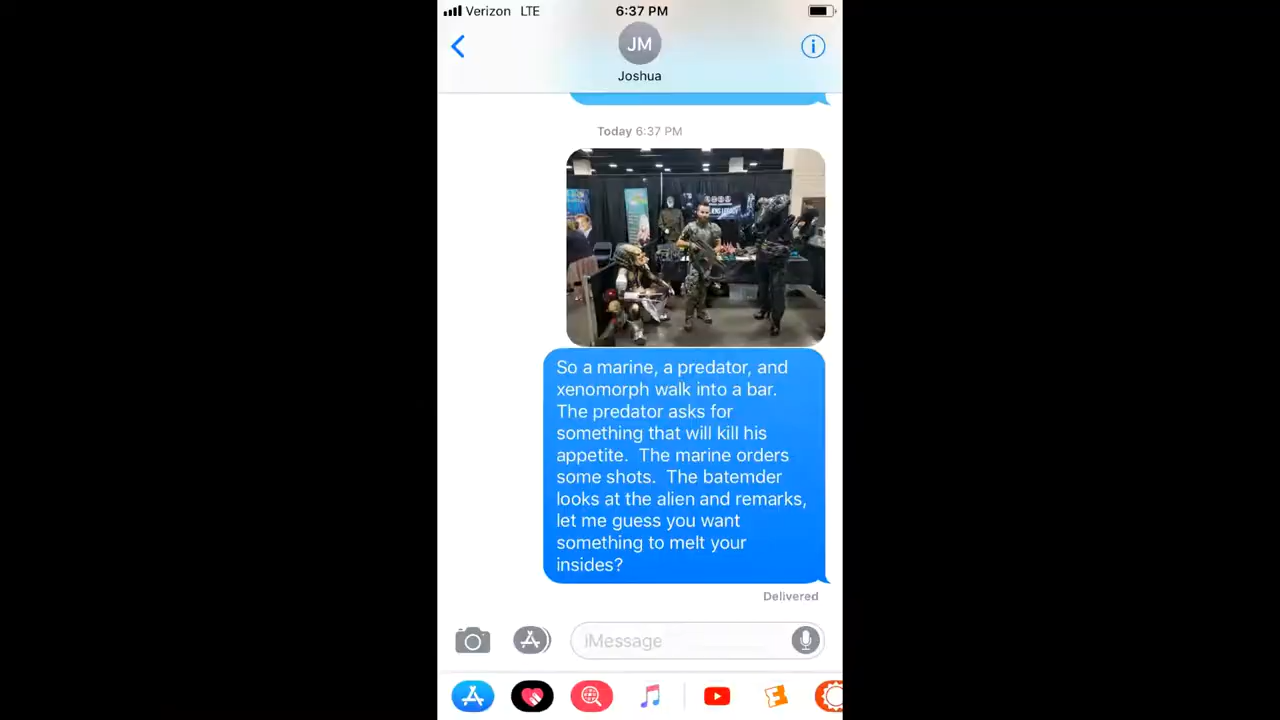 Verizon LTE 6:37 PM
JM
Joshua
Today 6:37 PM
So a marine, a predator, and
xenomorph walk into a bar.
The predator asks for
something that will kill his
appetite.  The marine orders
some shots.  The batemder
looks at the alien and remarks,
let me guess you want
something to melt your
insides?
Delivered
iMessage